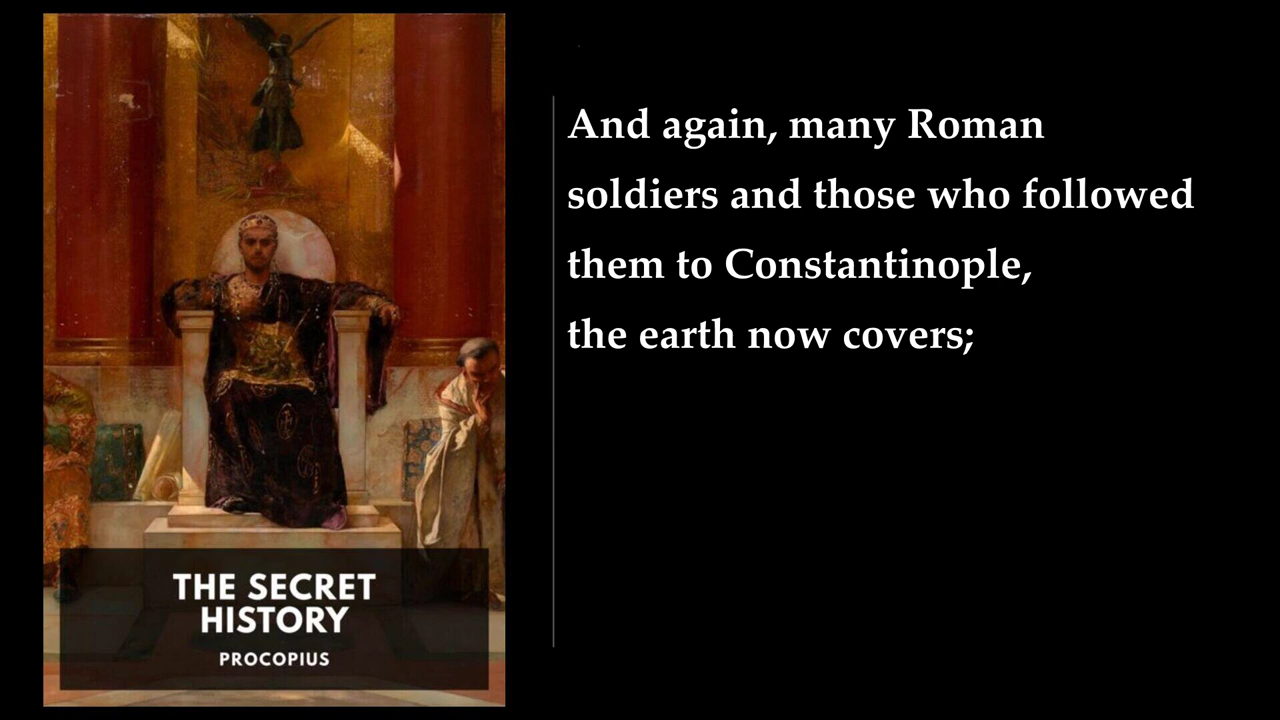 THE SECRET
HISTORY
PROCOPIUS
And again, many Roman
soldiers and those who followed
them to Constantinople,
the earth now covers;